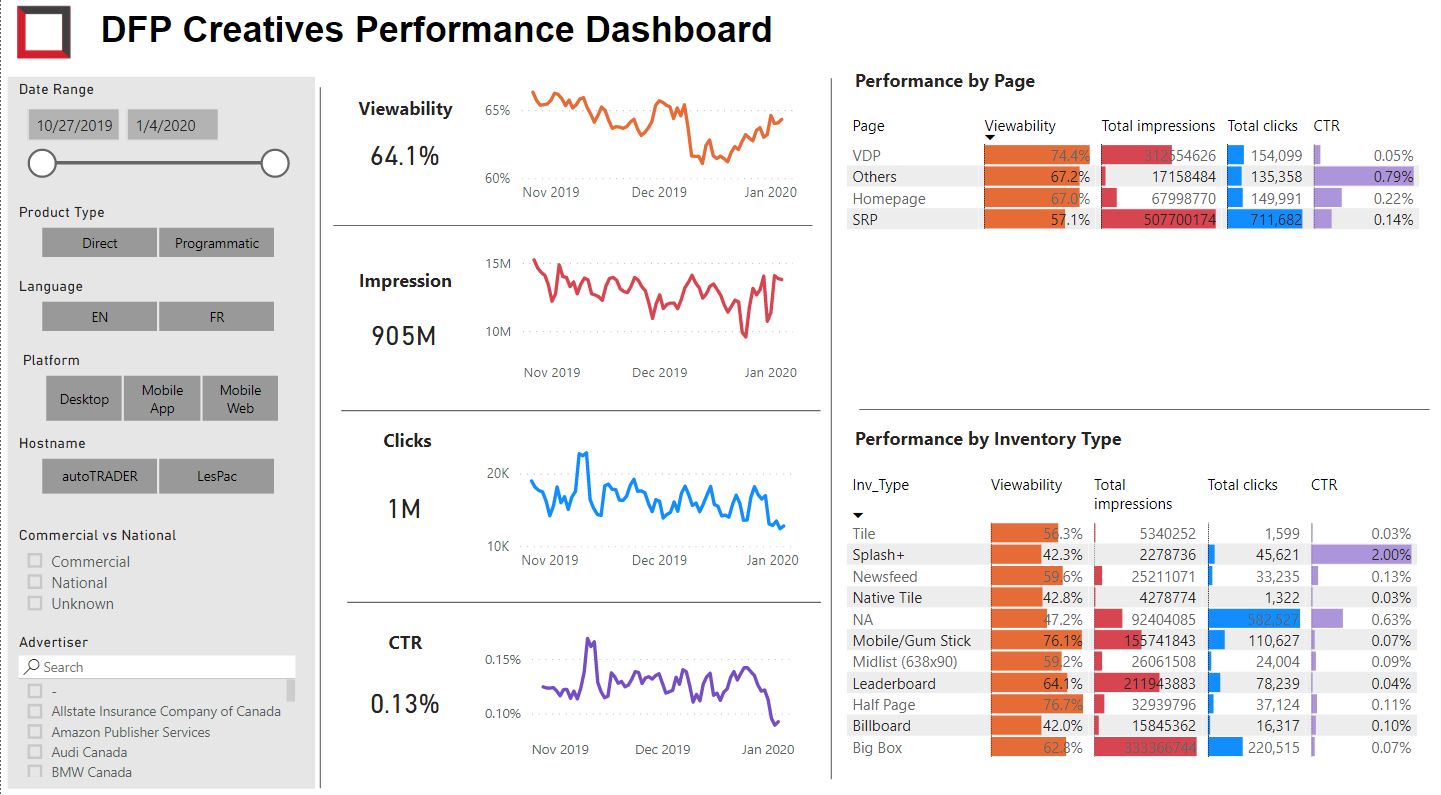 DFP Creatives Performance Dashboard
Date Range
10/27/2019 1/4/2020
Product Type
Direct Programmatic
Language
EN FR
Platform
Desktop Mobile App Mobile Web
Hostname
autoTRADER LesPac
Commercial vs National
Commercial
National
Unknown
Advertiser
Search
-
Allstate Insurance Company of Canada
Amazon Publisher Services
Audi Canada
BMW Canada
Viewability
64.1%
65%
60%
Nov 2019 Dec 2019 Jan 2020
Impression
905M
15M
10M
Nov 2019 Dec 2019 Jan 2020
Clicks
1M
20K
10K
Nov 2019 Dec 2019 Jan 2020
CTR
0.13%
0.15%
0.10%
Nov 2019 Dec 2019 Jan 2020
Performance by Page
Page Viewability Total impressions Total clicks CTR
VDP 74.4% 312554626 154,099 0.05%
Others 67.2% 17158484 135,358 0.79%
Homepage 67.0% 67998770 149,991 0.22%
SRP 57.1% 507700174 711,682 0.14%
Performance by Inventory Type
Inv_Type Viewability Total impressions Total clicks CTR
Tile 56.3% 5340252 1,599 0.03%
Splash+ 42.3% 2278736 45,621 2.00%
Newsfeed 59.6% 25211071 33,235 0.13%
Native Tile 42.8% 4278774 1,322 0.03%
NA 47.2% 92404085 582,527 0.63%
Mobile/Gum Stick 76.1% 155741843 110,627 0.07%
Midlist (638x90) 59.2% 26061508 24,004 0.09%
Leaderboard 64.1% 211943883 78,239 0.04%
Half Page 76.7% 32939796 37,124 0.11%
Billboard 42.0% 15845362 16,317 0.10%
Big Box 62.8% 333366744 220,515 0.07%